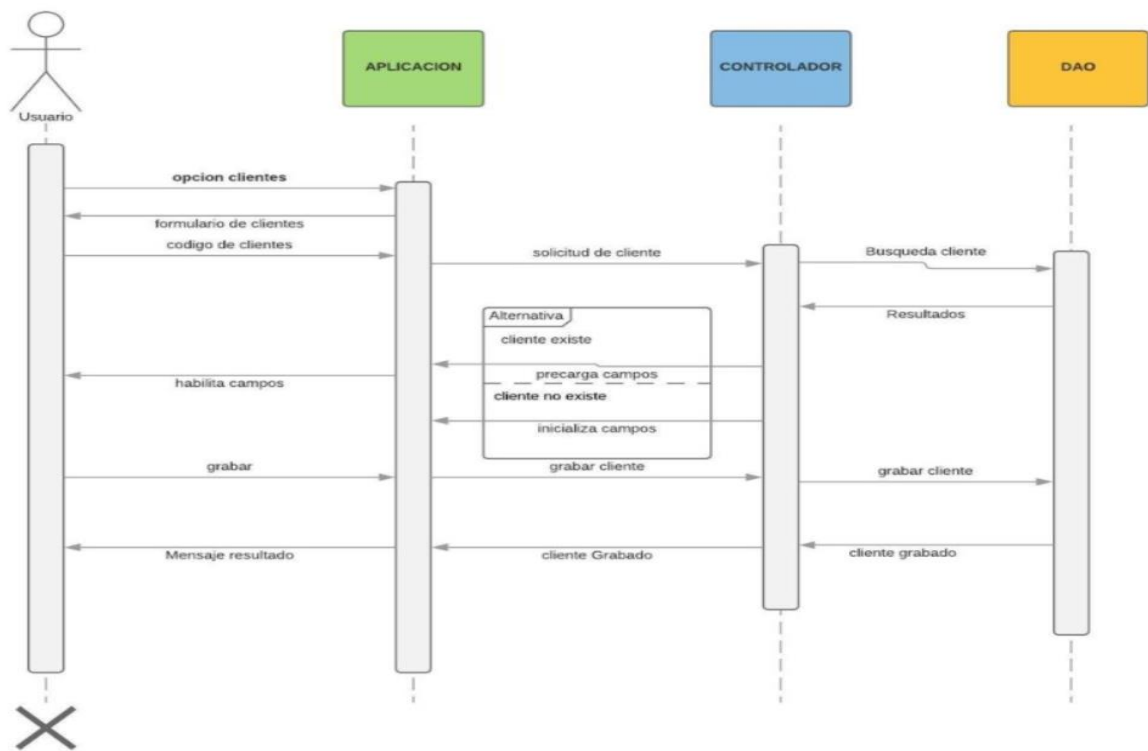 APLICACION
CONTROLADOR
DAO
Usuario
opcion clientes
formulario de clientes
codigo de clientes
solicitud de cliente
Busqueda cliente
Resultados
Alternativa
cliente existe
precarga campos
habilita campos
cliente no existe
inicializa campos
grabar
grabar cliente
grabar cliente
Mensaje resultado
cliente Grabado
cliente grabado